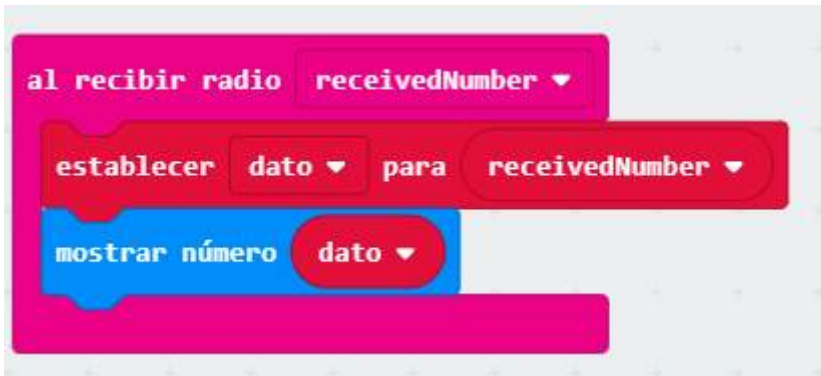 al recibir radio receivedNumber
establecer dato para receivedNumber
mostrar número dato